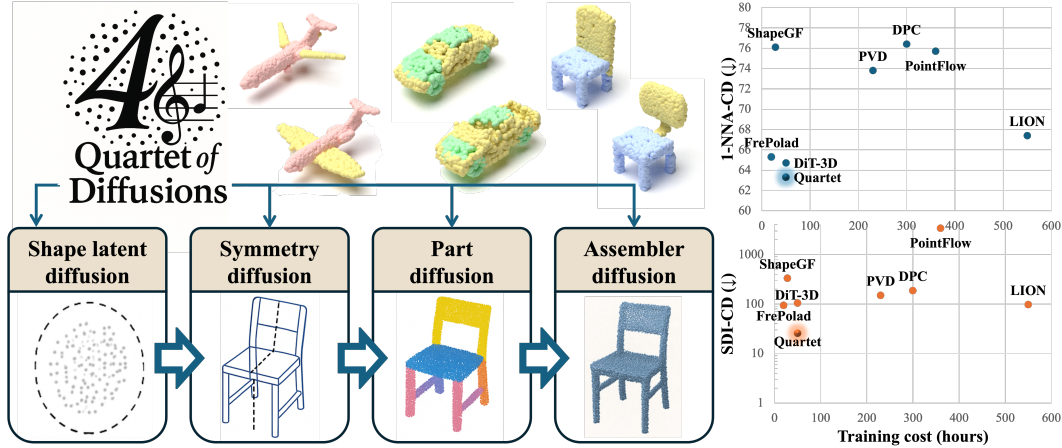 4
Quartet of
Diffusions
Shape latent
diffusion
Symmetry
diffusion
Part
diffusion
Assembler
diffusion
1-NNA-CD (↓)
80
78
76
74
72
70
68
66
64
62
60
ShapeGF
DPC
PVD
PointFlow
LION
FrePolad
DiT-3D
Quartet
0
100
200
300
400
500
600
SDI-CD (↓)
1000
100
10
1
PointFlow
ShapeGF
PVD
DPC
LION
DiT-3D
FrePolad
Quartet
0
100
200
300
400
500
600
Training cost (hours)